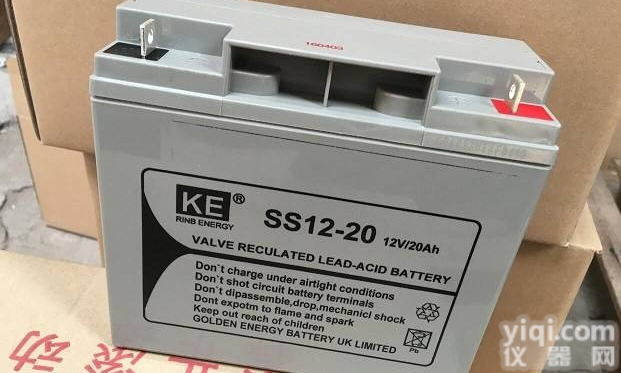 160403
KE®
RINB ENERGY
SS12-20 12V/20Ah
VALVE RECULATED LEAD-ACID BATTERY
Don`t charge under airtight conditions
Don`t shot circuit battery terminals
Don`t dipassemble,drop,mechanicl shock
Dont expotm to flame and spark
Keep out reach of children
GOLDEN ENERGY BATTERY UK LIMITED
Pb
yiqi.com
仪器网
动